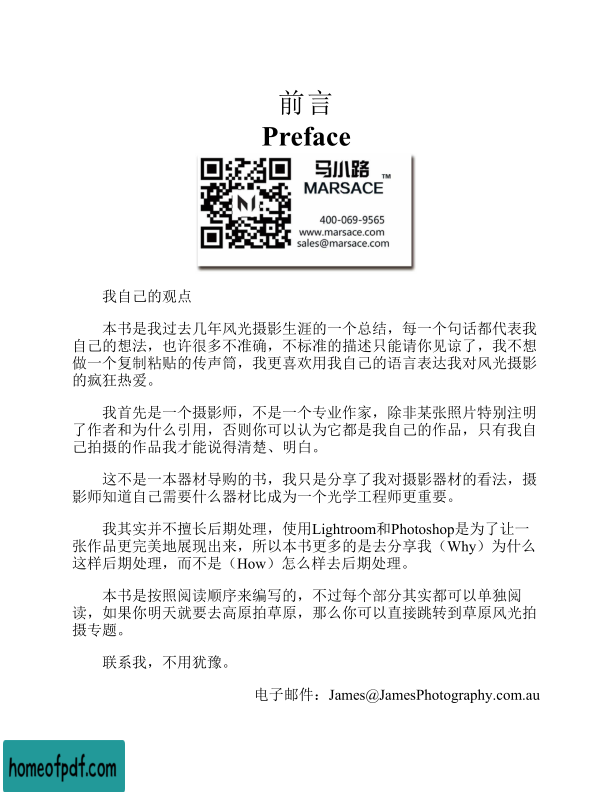 前言
Preface
马小路™
MARSACE
400-069-9565
www.marsace.com
sales@marsace.com
我自己的观点
本书是我过去几年风光摄影生涯的一个总结，每一个句话都代表我
自己的想法，也许很多不准确，不标准的描述只能请你见谅了，我不想
做一个复制粘贴的传声筒，我更喜欢用我自己的语言表达我对风光摄影
的疯狂热爱。
我首先是一个摄影师，不是一个专业作家，除非某张照片特别注明
了作者和为什么引用，否则你可以认为它都是我自己的作品，只有我自
己拍摄的作品我才能说得清楚、明白。
这不是一本器材导购的书，我只是分享了我对摄影器材的看法，摄
影师知道自己需要什么器材比成为一个光学工程师更重要。
我其实并不擅长后期处理，使用Lightroom和Photoshop是为了让一
张作品更完美地展现出来，所以本书更多的是去分享我（Why）为什么
这样后期处理，而不是（How）怎么样去后期处理。
本书是按照阅读顺序来编写的，不过每个部分其实都可以单独阅
读，如果你明天就要去高原拍草原，那么你可以直接跳转到草原风光拍
摄专题。
联系我，不用犹豫。
电子邮件：James@JamesPhotography.com.au
homeofpdf.com